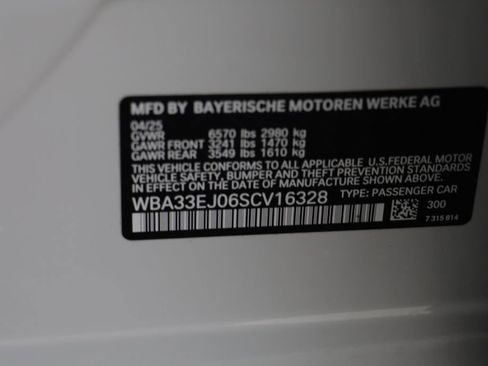 MFD BY BAYERISCHE MOTOREN WERKE AG
04/25
GVWR 6570 lbs 2980 kg
GAWR FRONT 3241 lbs 1470 kg
GAWR REAR 3549 lbs 1610 kg
THIS VEHICLE CONFORMS TO ALL APPLICABLE U.S.FEDERAL MOTOR
VEHICLE SAFETY, BUMPER AND THEFT PREVENTION STANDARDS
IN EFFECT ON THE DATE OF MANUFACTURE SHOWN ABOVE.
WBA33EJ06SCV16328 TYPE: PASSENGER CAR
300
7 315 814